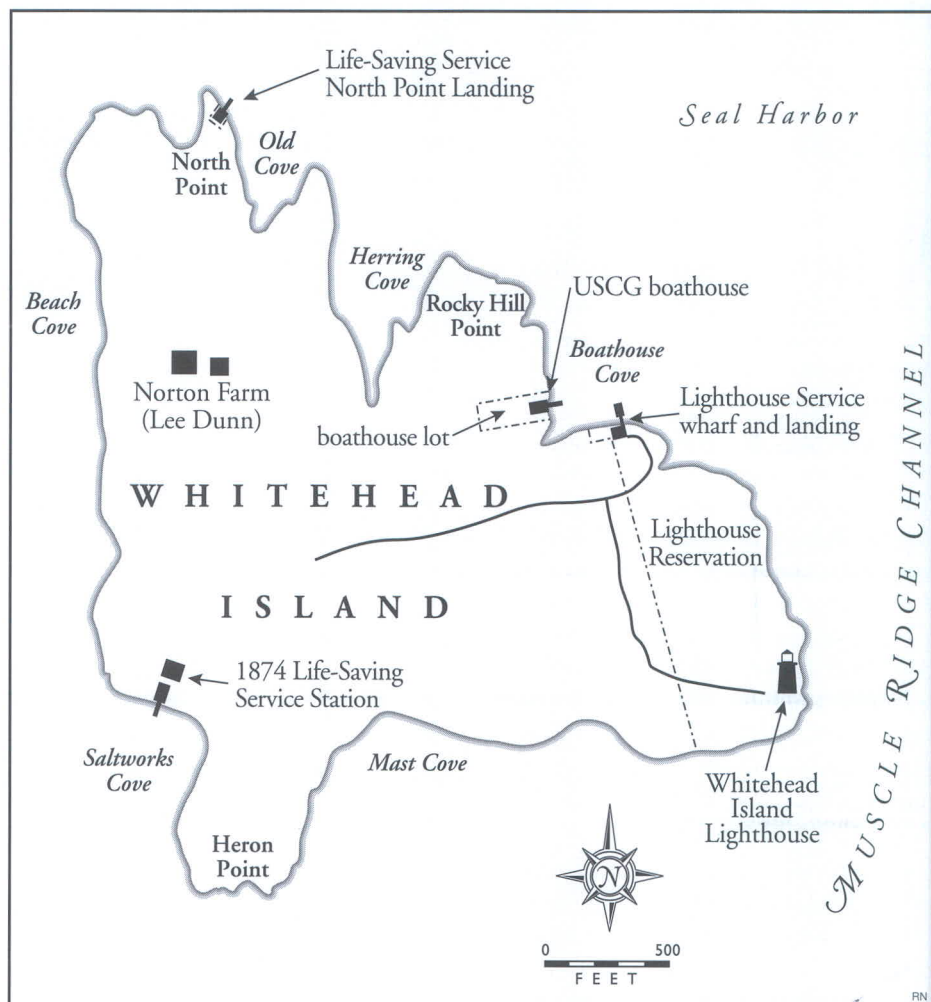 Life-Saving Service
North Point Landing
Seal Harbor
Old
Cove
North
Point
Herring
Cove
Beach
Cove
Rocky Hill
Point
USCG boathouse
Boathouse
Cove
Norton Farm
(Lee Dunn)
boathouse lot
Lighthouse Service
wharf and landing
WHITEHEAD
ISLAND
Lighthouse
Reservation
MUSCLE RIDGE CHANNEL
1874 Life-Saving
Service Station
Saltworks
Cove
Mast Cove
Whitehead
Island
Lighthouse
Heron
Point
N
0 500
FEET
RN